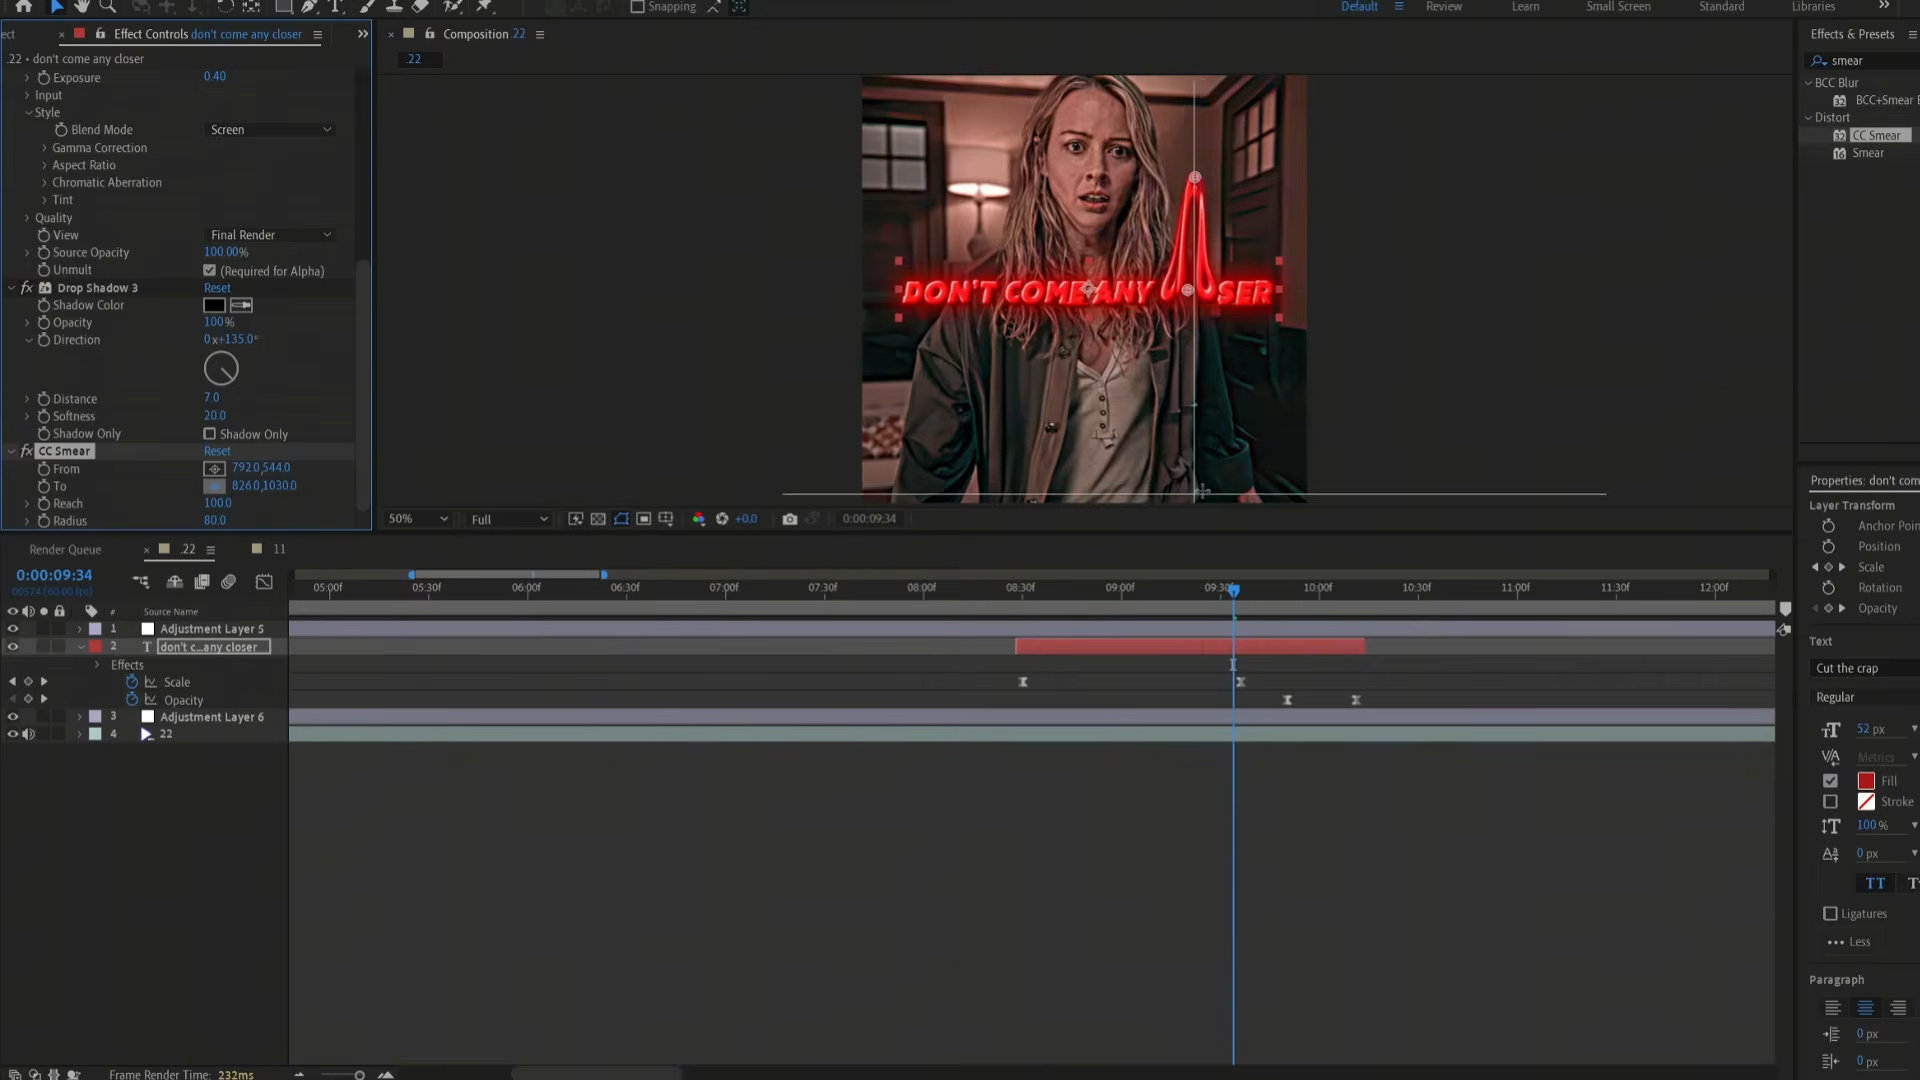 Snapping
Default
Review
Learn
Small Screen
Standard
Libraries
Effect Controls don't come any closer
Composition .22
Effects & Presets
.22 • don't come any closer
.22
smear
Exposure 0.40
BCC Blur
Input
BCC+Smear
Style
Distort
Blend Mode Screen
CC Smear
Gamma Correction
Smear
Aspect Ratio
Chromatic Aberration
Tint
Quality
View Final Render
Source Opacity 100.00%
Unmult (Required for Alpha)
Drop Shadow 3 Reset
DON'T COME ANY SER
Shadow Color
Opacity 100 %
Direction 0x+135.0°
Distance 7.0
Softness 20.0
Shadow Only Shadow Only
CC Smear Reset
From 792.0,544.0
To 826.0,1030.0
Reach 100.0
Radius 80.0
50% Full +0.0 0:00:09:34
Properties: don't com
Layer Transform
Position
Scale
Rotation
Opacity
Render Queue .22 11
0:00:09:34
00574 (60.00 fps)
05:00f 05:30f 06:00f 06:30f 07:00f 07:30f 08:00f 08:30f 09:00f 09:30f 10:00f 10:30f 11:00f 11:30f 12:00f
# Source Name
1 Adjustment Layer 5
2 T don't c...any closer
Effects
Scale
Opacity
3 Adjustment Layer 6
4 22
Text
Cut the crap
Regular
52 px
Metrics
Fill
Stroke
100 %
0 px
TT
Ligatures
Less
Paragraph
0 px
0 px
Frame Render Time: 232ms